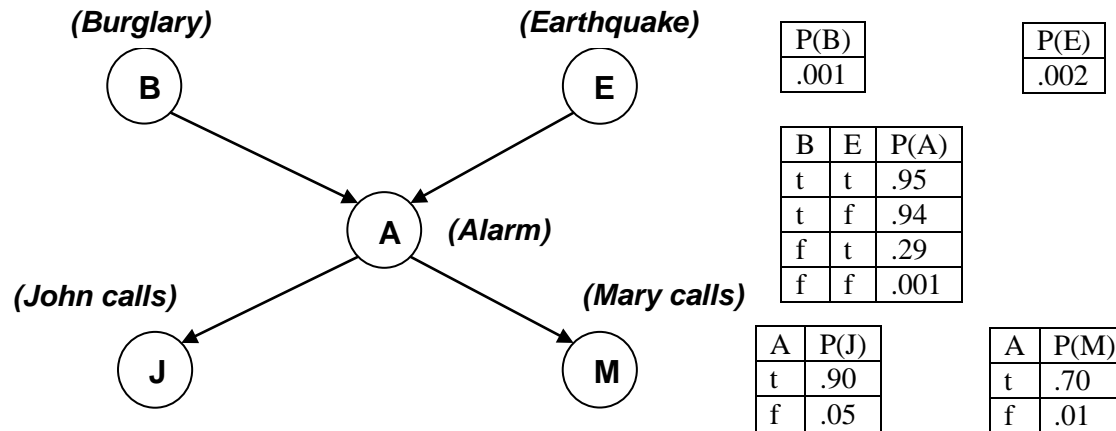 (Burglary)
(Earthquake)
B
E
A
(Alarm)
(John calls)
(Mary calls)
J
M
P(B)
.001
P(E)
.002
B E P(A)
t t .95
t f .94
f t .29
f f .001
A P(J)
t .90
f .05
A P(M)
t .70
f .01